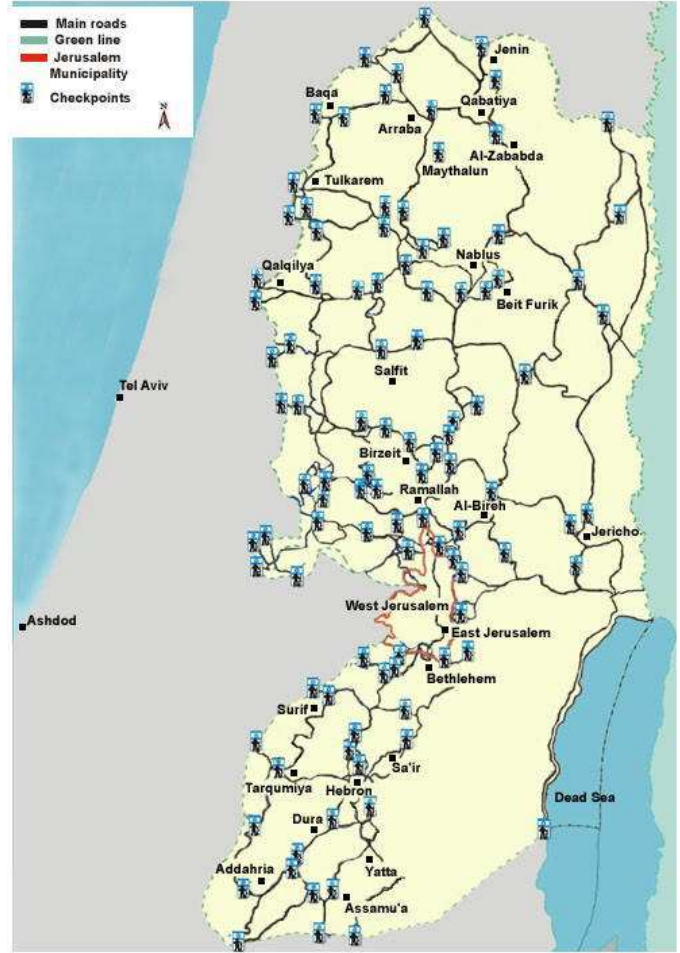 Main roads
Green line
Jerusalem
Municipality
Checkpoints
N
Jenin
Baqa
Qabatiya
Arraba
Al-Zababda
Maythalun
Tulkarem
Nablus
Qalqilya
Beit Furik
Salfit
Tel Aviv
Birzeit
Ramallah
Al-Bireh
Jericho
West Jerusalem
Ashdod
East Jerusalem
Bethlehem
Surif
Sa'ir
Tarqumiya
Hebron
Dead Sea
Dura
Addahria
Yatta
Assamu'a